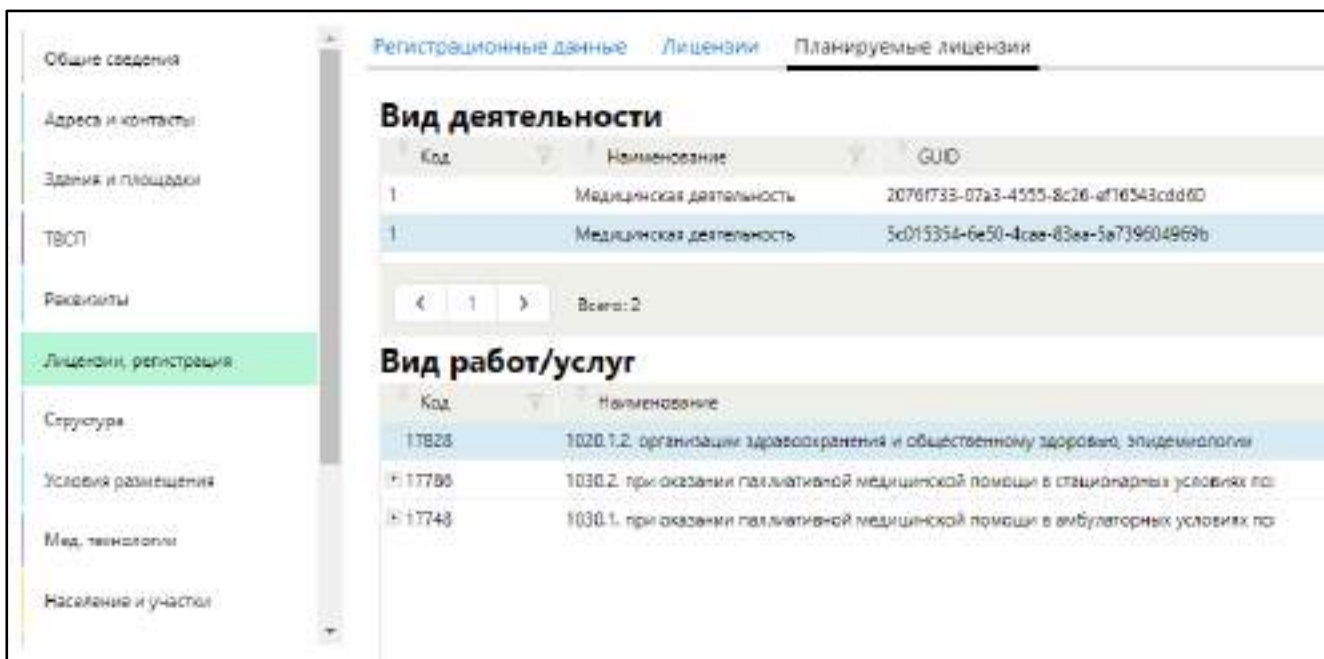 Общие сведения
Адреса и контакты
Здания и площадки
ТВСП
Реквизиты
Лицензии, регистрация
Структура
Условия размещения
Мед. технологии
Население и участки
Регистрационные данные Лицензии Планируемые лицензии
Вид деятельности
Код Наименование GUID
1 Медицинская деятельность 2076f733-07a3-4555-8c26-ef16543cdd60
1 Медицинская деятельность 5c015354-6e50-4cae-83aa-5a739604969b
1 Всего: 2
Вид работ/услуг
Код Наименование
17828 1020.1.2. организации здравоохранения и общественному здоровью, эпидемиологии
17786 1030.2. при оказании паллиативной медицинской помощи в стационарных условиях по:
17748 1030.1. при оказании паллиативной медицинской помощи в амбулаторных условиях по